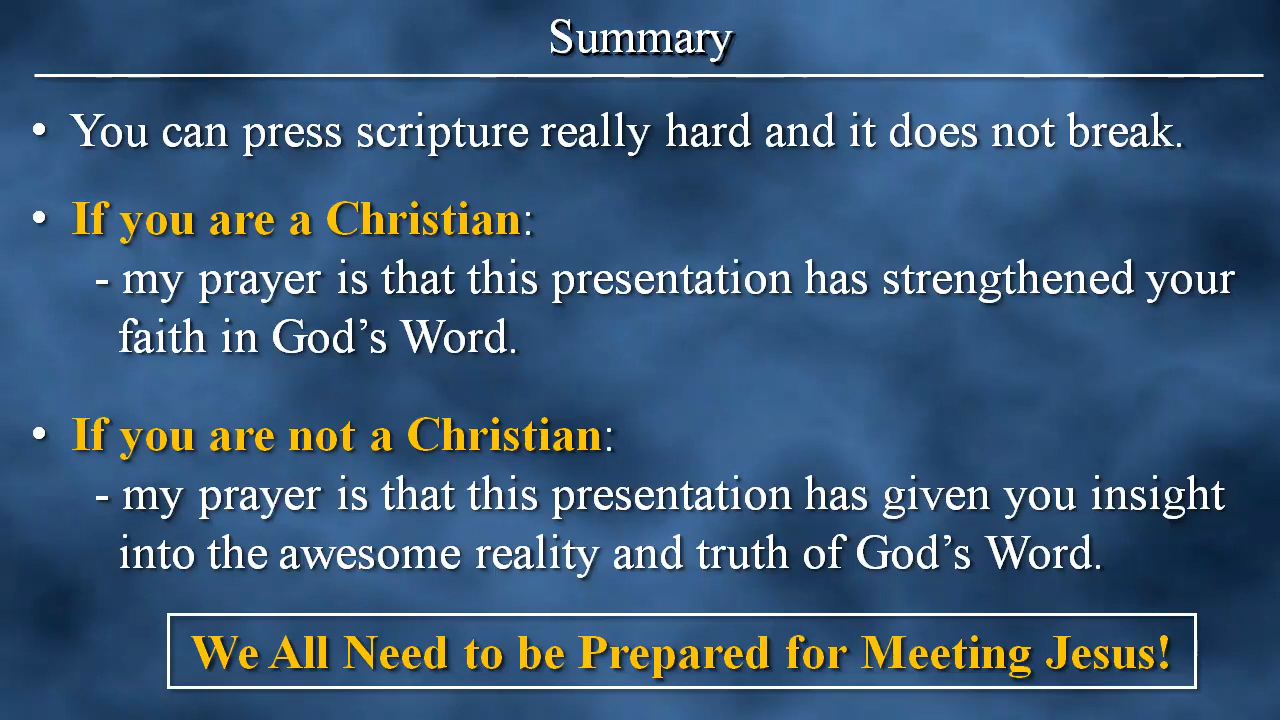 Summary
• You can press scripture really hard and it does not break.
• If you are a Christian:
- my prayer is that this presentation has strengthened your
faith in God’s Word.
• If you are not a Christian:
- my prayer is that this presentation has given you insight
into the awesome reality and truth of God’s Word.
We All Need to be Prepared for Meeting Jesus!